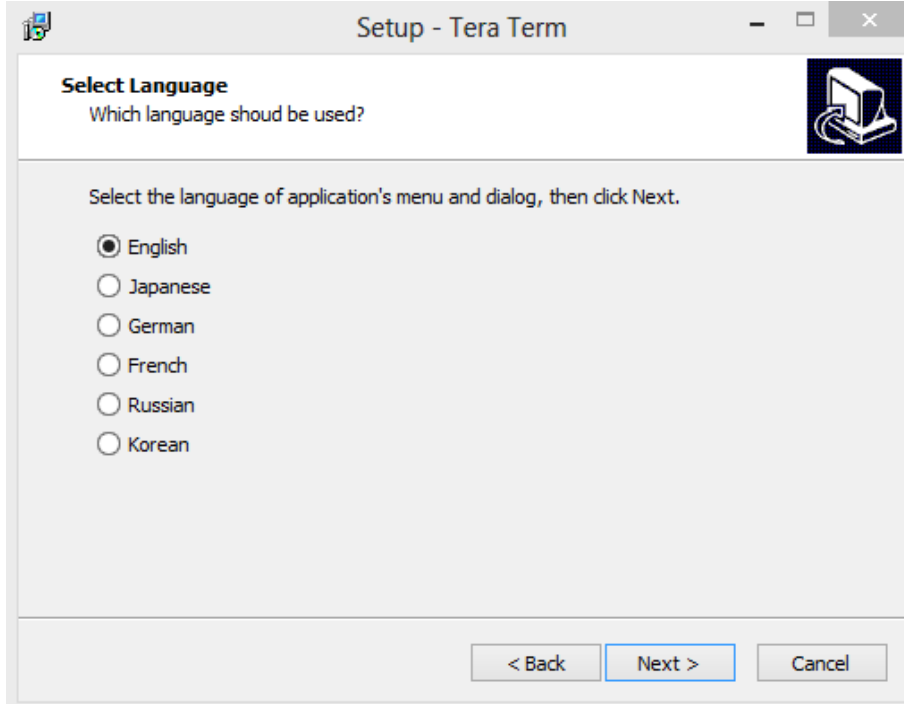 Setup - Tera Term
Select Language
Which language shoud be used?
Select the language of application's menu and dialog, then click Next.
English
Japanese
German
French
Russian
Korean
< Back Next > Cancel